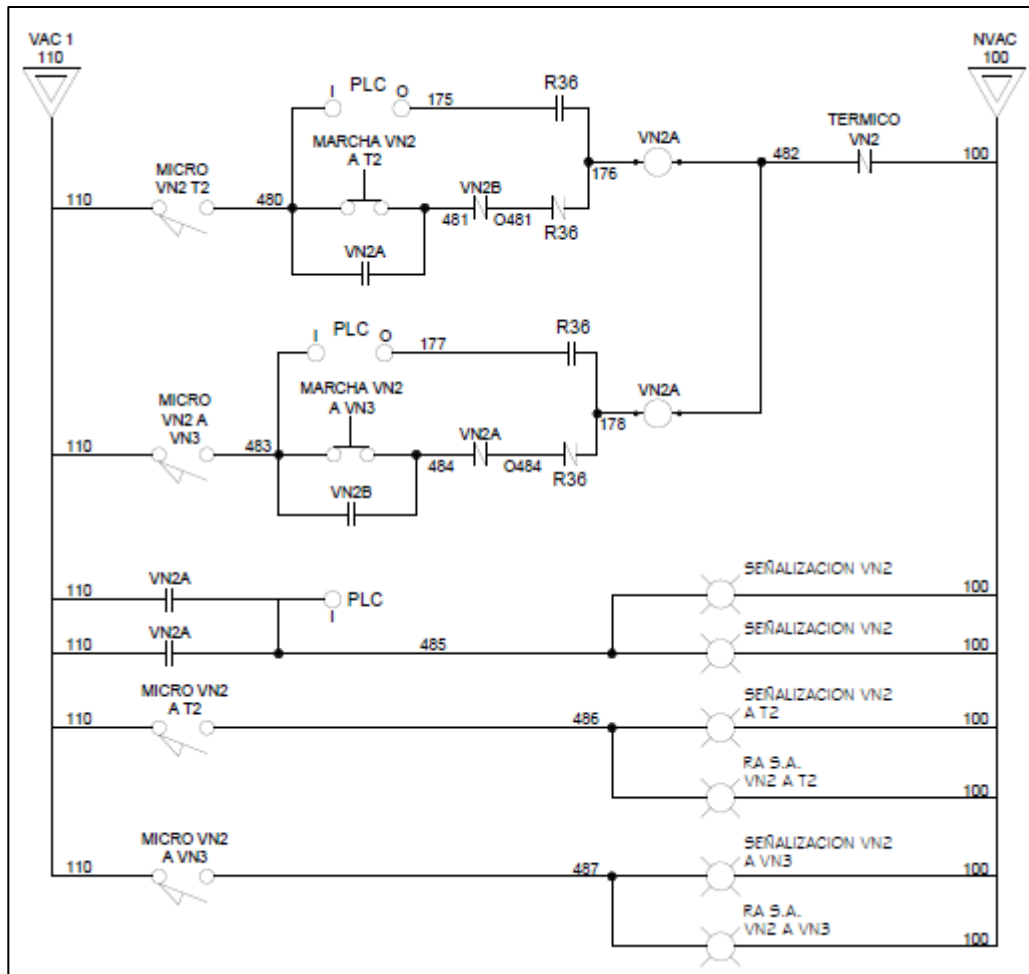 VAC 1
110
NVAC
100
I PLC O
175
R36
TERMICO
VN2
MARCHA VN2
A T2
VN2A
482
100
176
MICRO
VN2 T2
110
480
VN2B
481
O481
R36
VN2A
I PLC O
177
R36
MARCHA VN2
A VN3
VN2A
178
MICRO
VN2 A
VN3
110
483
VN2A
484
O484
R36
VN2B
SEÑALIZACION VN2
110
VN2A
PLC
I
100
SEÑALIZACION VN2
110
VN2A
485
100
MICRO VN2
A T2
SEÑALIZACION VN2
A T2
110
486
100
RA S.A.
VN2 A T2
100
MICRO VN2
A VN3
SEÑALIZACION VN2
A VN3
110
487
100
RA S.A.
VN2 A VN3
100